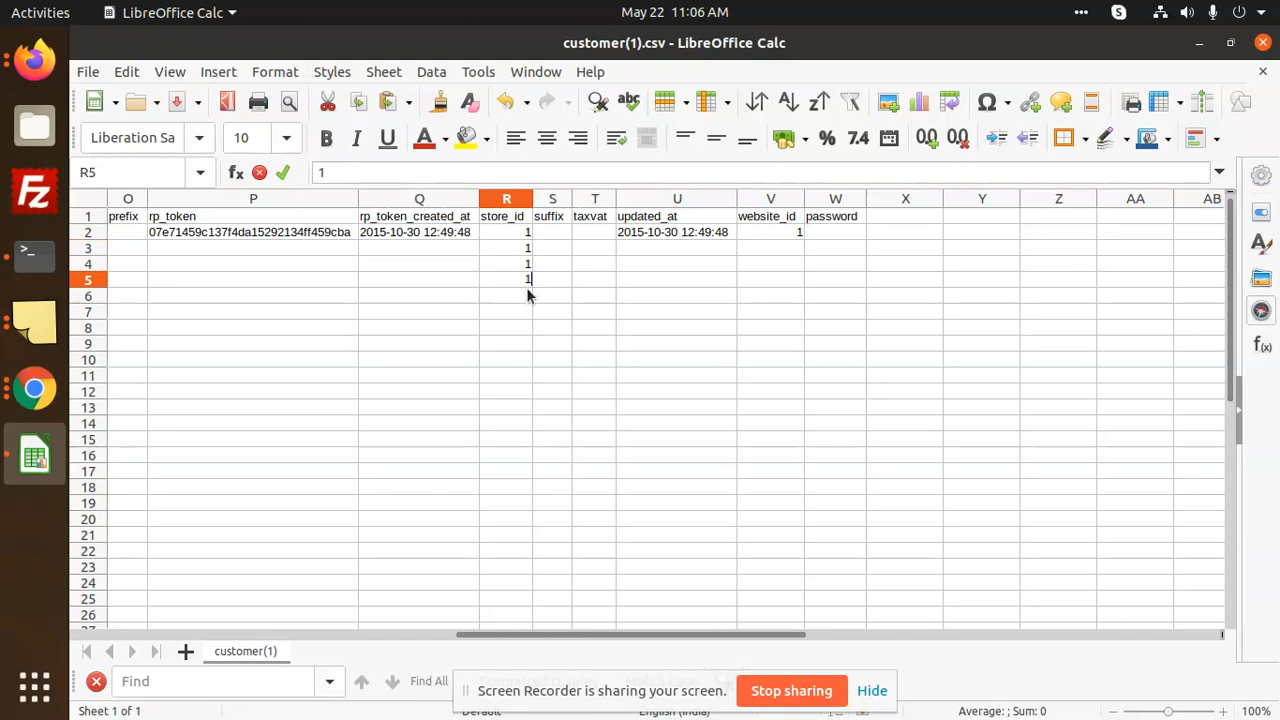 Activities LibreOffice Calc May 22 11:06 AM
customer(1).csv - LibreOffice Calc
File Edit View Insert Format Styles Sheet Data Tools Window Help
Liberation Sa 10
R5 1
O P Q R S T U V W X Y Z AA AB
1 prefix rp_token rp_token_created_at store_id suffix taxvat updated_at website_id password
2 07e71459c137f4da15292134ff459cba 2015-10-30 12:49:48 1 2015-10-30 12:49:48 1
3 1
4 1
5 1
6
7
8
9
10
11
12
13
14
15
16
17
18
19
20
21
22
23
24
25
26
27
customer(1)
Find Find All
Screen Recorder is sharing your screen. Stop sharing Hide
Sheet 1 of 1 Default English (India) Average: ; Sum: 0 100%